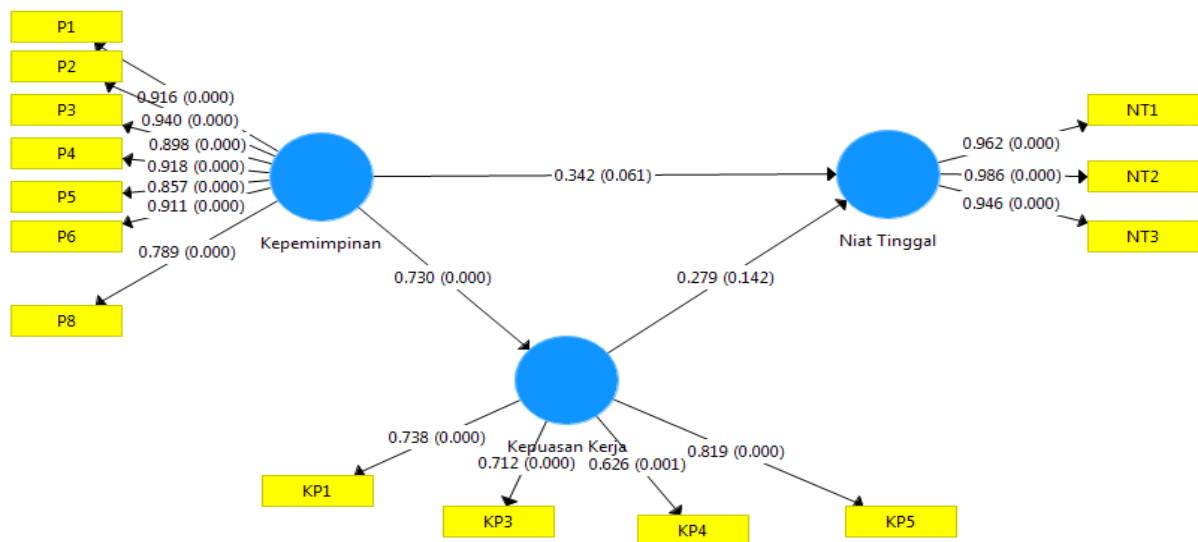 P1
P2
P3
P4
P5
P6
P8
0.916 (0.000)
0.940 (0.000)
0.898 (0.000)
0.918 (0.000)
0.857 (0.000)
0.911 (0.000)
0.789 (0.000)
Kepemimpinan
0.342 (0.061)
0.730 (0.000)
0.279 (0.142)
Niat Tinggal
0.962 (0.000)
0.986 (0.000)
0.946 (0.000)
NT1
NT2
NT3
Kepuasan Kerja
0.738 (0.000)
0.712 (0.000)
0.626 (0.001)
0.819 (0.000)
KP1
KP3
KP4
KP5